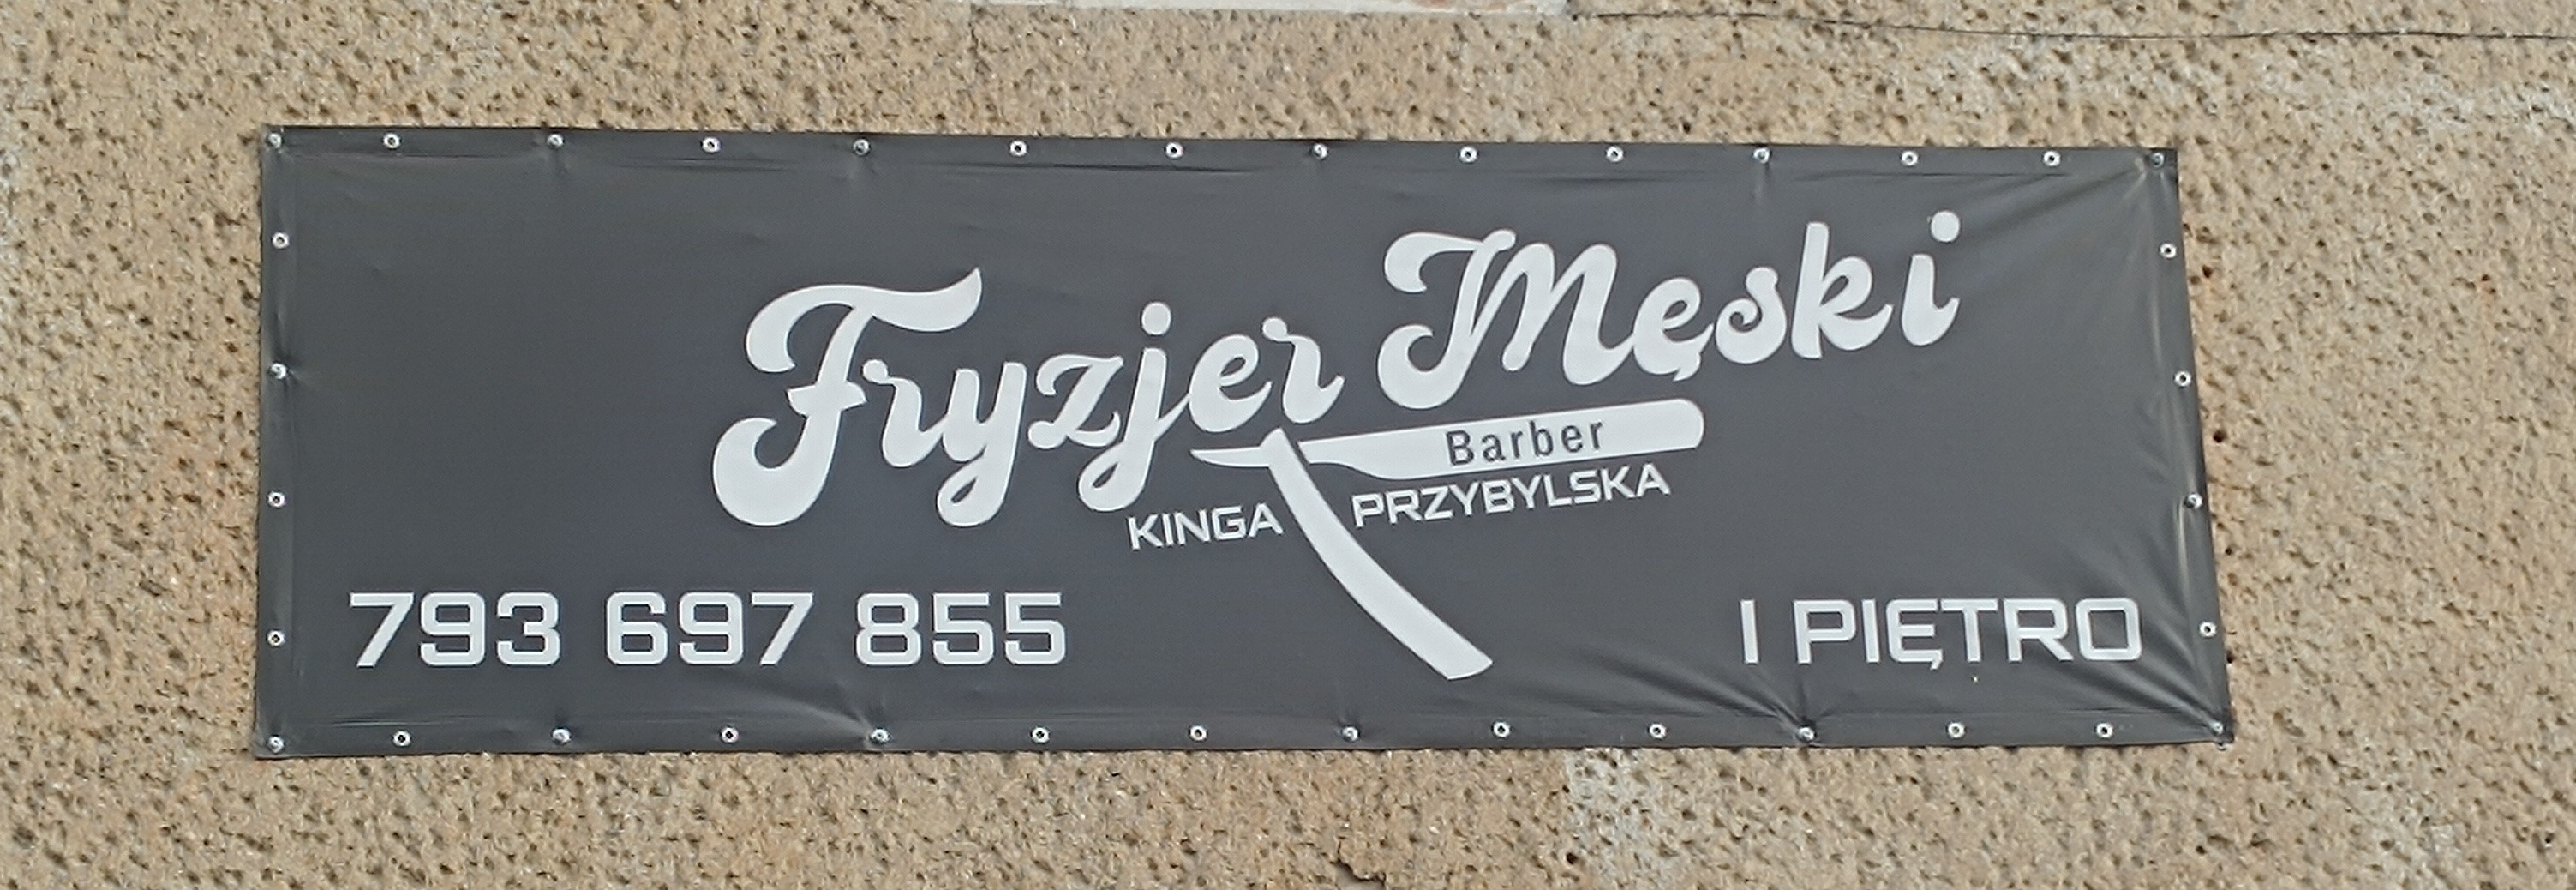 Fryzjer Męski
Barber
KINGA PRZYBYLSKA
793 697 855
I PIĘTRO